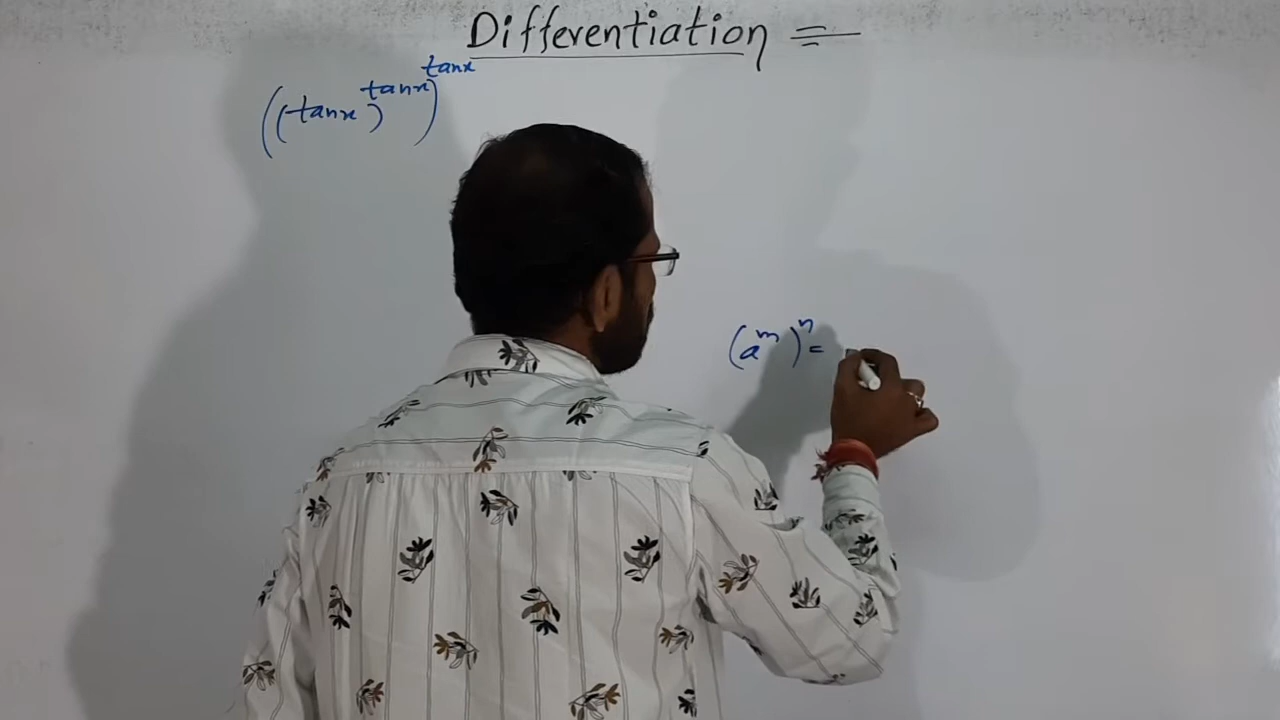 Differentiation =
((tanx)^tanx)^tanx
(a^m)^n =